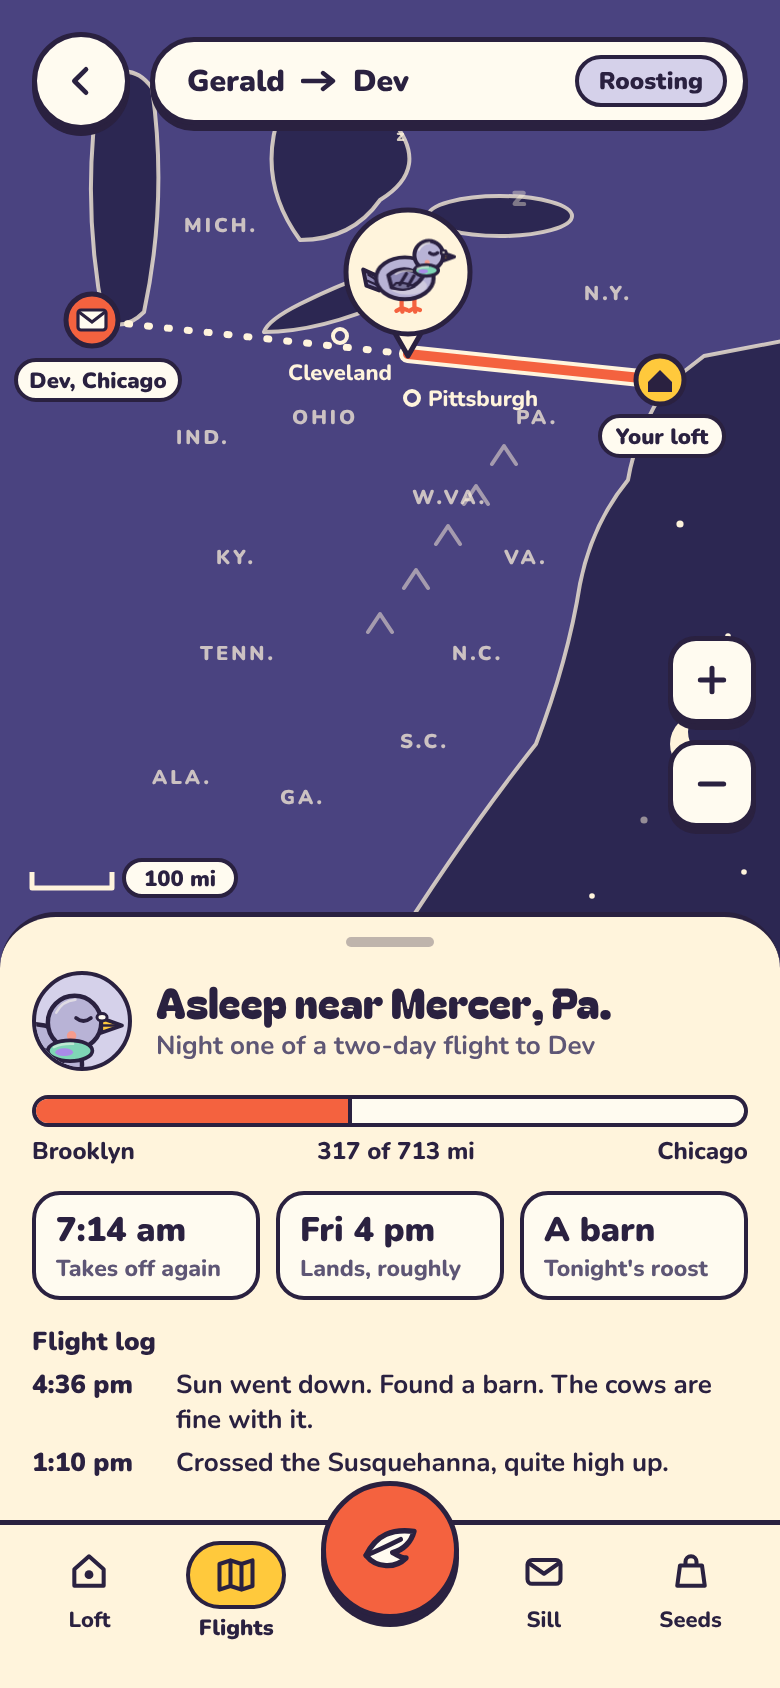 Gerald → Dev
Roosting
z
z
MICH.
N.Y.
Cleveland
Dev, Chicago
Pittsburgh
OHIO
PA.
IND.
Your loft
W.VA.
KY.
VA.
TENN.
N.C.
S.C.
ALA.
GA.
100 mi
Asleep near Mercer, Pa.
Night one of a two-day flight to Dev
Brooklyn
317 of 713 mi
Chicago
7:14 am
Takes off again
Fri 4 pm
Lands, roughly
A barn
Tonight's roost
Flight log
4:36 pm
Sun went down. Found a barn. The cows are
fine with it.
1:10 pm
Crossed the Susquehanna, quite high up.
Loft
Flights
Sill
Seeds